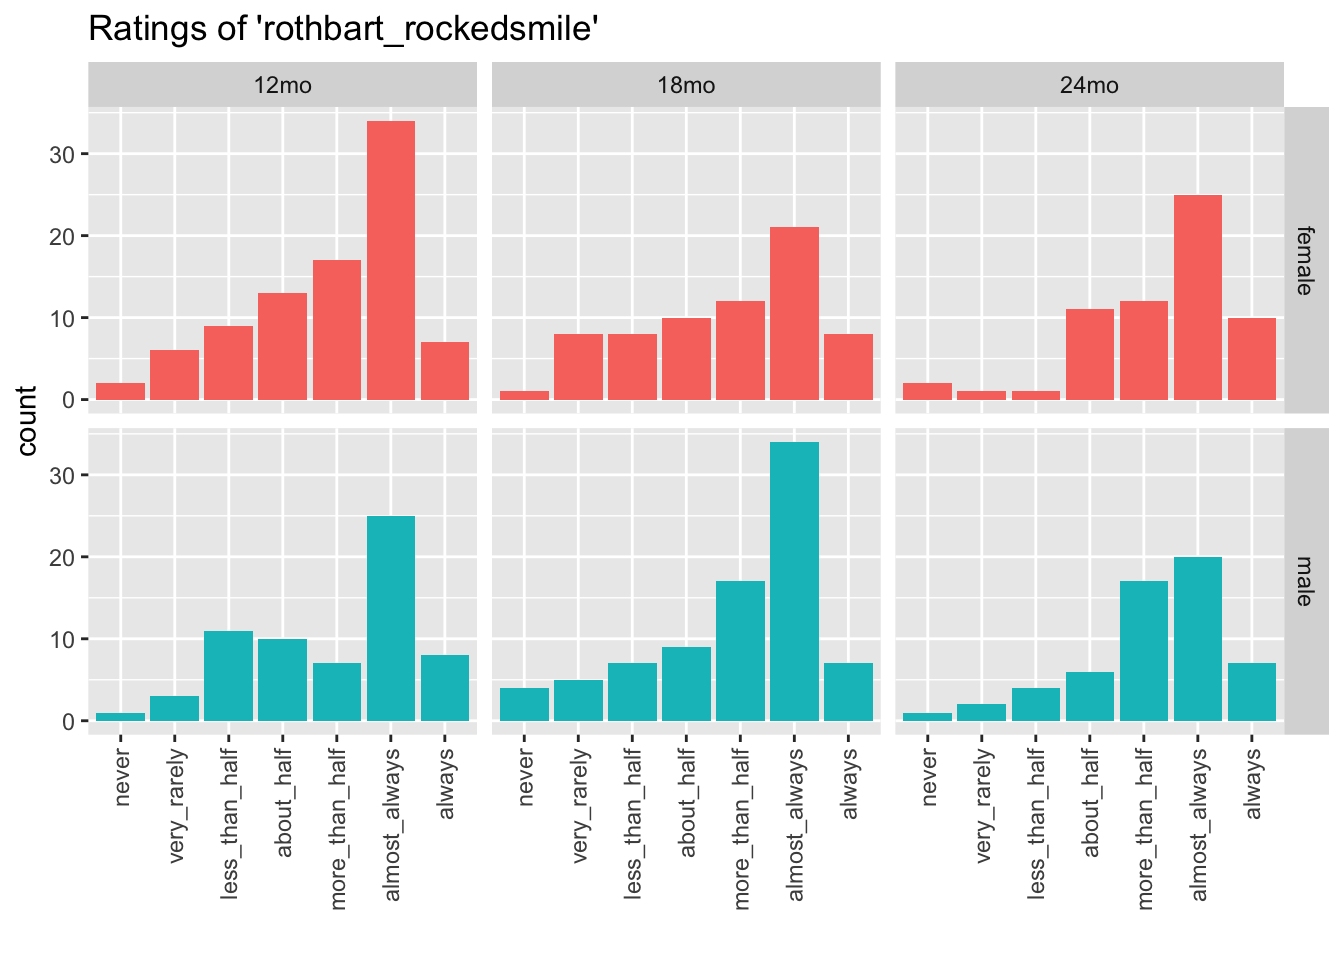 Ratings of 'rothbart_rockedsmile'
12mo 18mo 24mo
30
20
10
0
female
count
30
20
10
0
male
never very_rarely less_than_half about_half more_than_half almost_always always never very_rarely less_than_half about_half more_than_half almost_always always never very_rarely less_than_half about_half more_than_half almost_always always